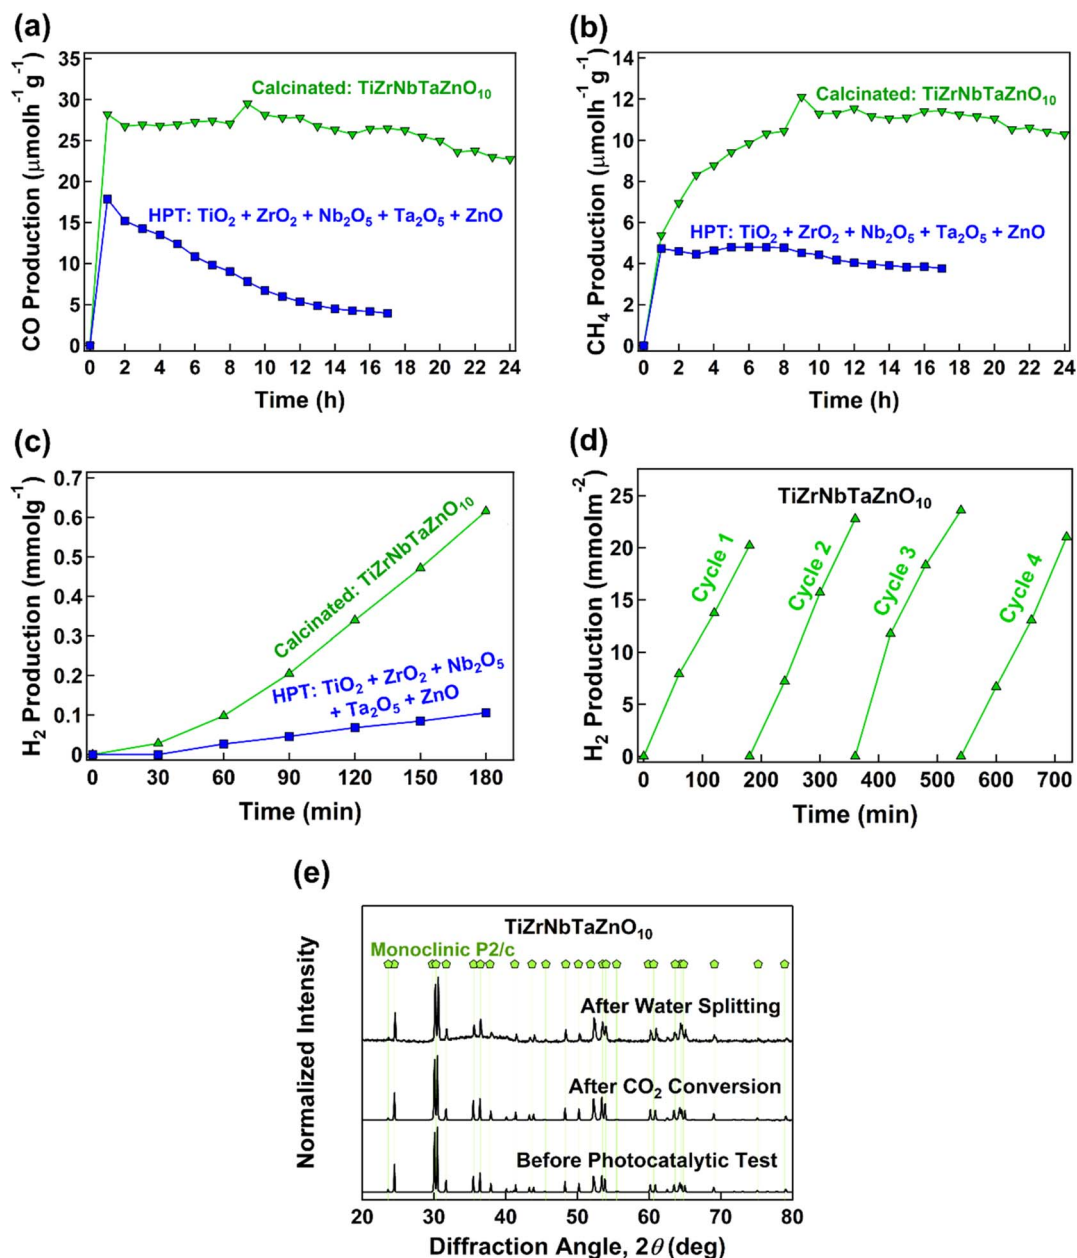 (a)
CO Production (μmolh⁻¹ g⁻¹)
35
30
25
20
15
10
5
0
Calcinated: TiZrNbTaZnO₁₀
HPT: TiO₂ + ZrO₂ + Nb₂O₅ + Ta₂O₅ + ZnO
0 2 4 6 8 10 12 14 16 18 20 22 24
Time (h)
(b)
CH₄ Production (μmolh⁻¹ g⁻¹)
14
12
10
8
6
4
2
0
Calcinated: TiZrNbTaZnO₁₀
HPT: TiO₂ + ZrO₂ + Nb₂O₅ + Ta₂O₅ + ZnO
0 2 4 6 8 10 12 14 16 18 20 22 24
Time (h)
(c)
H₂ Production (mmolg⁻¹)
0.7
0.6
0.5
0.4
0.3
0.2
0.1
0
Calcinated: TiZrNbTaZnO₁₀
HPT: TiO₂ + ZrO₂ + Nb₂O₅
+ Ta₂O₅ + ZnO
0 30 60 90 120 150 180
Time (min)
(d)
H₂ Production (mmolm⁻²)
25
20
15
10
5
0
TiZrNbTaZnO₁₀
Cycle 1
Cycle 2
Cycle 3
Cycle 4
0 100 200 300 400 500 600 700
Time (min)
(e)
Normalized Intensity
TiZrNbTaZnO₁₀
Monoclinic P2/c
After Water Splitting
After CO₂ Conversion
Before Photocatalytic Test
20 30 40 50 60 70 80
Diffraction Angle, 2θ (deg)